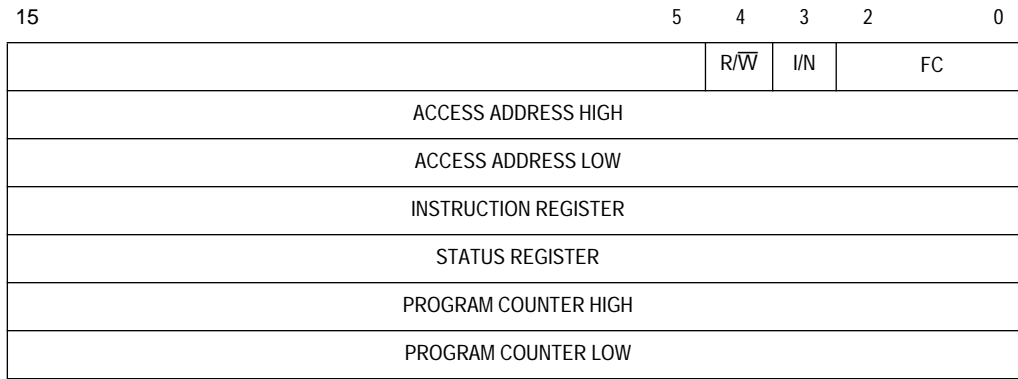 15 5 4 3 2 0
R/W̅ I/N FC
ACCESS ADDRESS HIGH
ACCESS ADDRESS LOW
INSTRUCTION REGISTER
STATUS REGISTER
PROGRAM COUNTER HIGH
PROGRAM COUNTER LOW